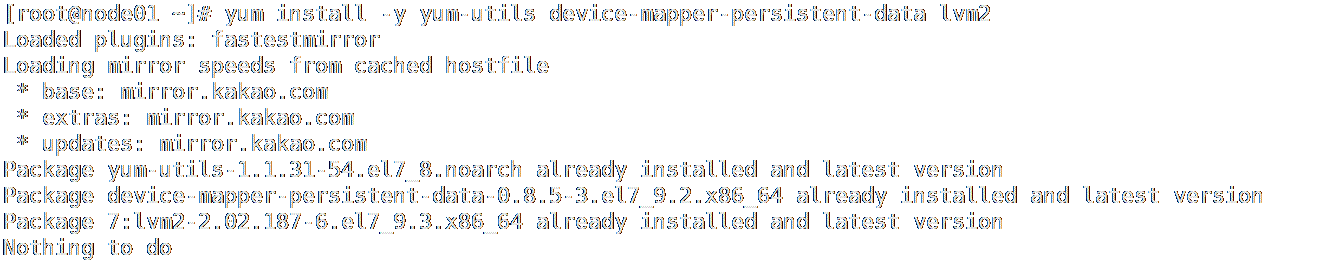 [root@node01 ~]# yum install -y yum-utils device-mapper-persistent-data lvm2
Loaded plugins: fastestmirror
Loading mirror speeds from cached hostfile
 * base: mirror.kakao.com
 * extras: mirror.kakao.com
 * updates: mirror.kakao.com
Package yum-utils-1.1.31-54.el7_8.noarch already installed and latest version
Package device-mapper-persistent-data-0.8.5-3.el7_9.2.x86_64 already installed and latest version
Package 7:lvm2-2.02.187-6.el7_9.3.x86_64 already installed and latest version
Nothing to do